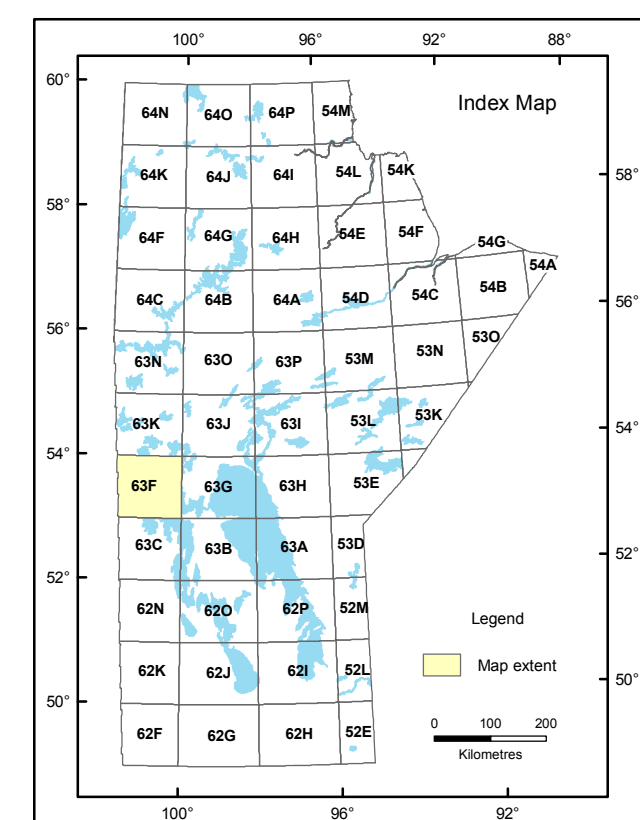 100° 96° 92° 88°
60°
Index Map
64N 64O 64P 54M
58°
64K 64J 64I 54L 54K
58°
64F 64G 64H 54E 54F 54G
54A
64C 64B 64A 54D 54C 54B
56°
56°
63N 63O 63P 53M 53N 53O
63K 63J 63I 53L 53K
54°
54°
63F 63G 63H 53E
63C 63B 63A 53D
52°
52°
62N 62O 62P 52M
Legend
62K 62J 62I 52L
Map extent
50°
50°
62F 62G 62H 52E
0 100 200
Kilometres
100° 96° 92°